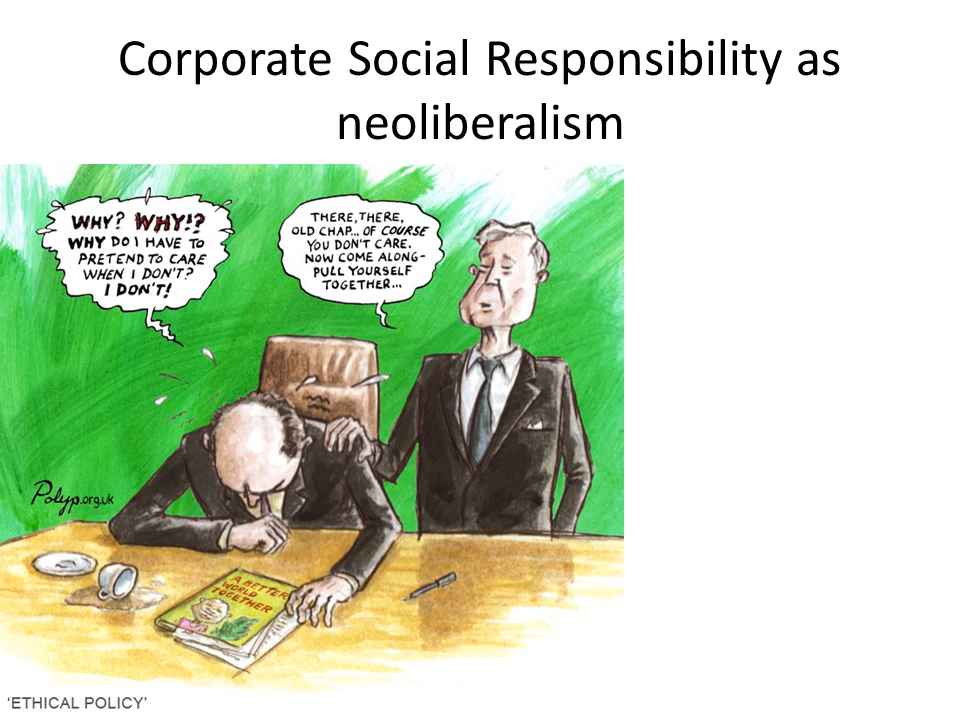 Corporate Social Responsibility as
neoliberalism
WHY? WHY!?
WHY DO I HAVE TO
PRETEND TO CARE
WHEN I DON'T?
I DON'T!
THERE, THERE,
OLD CHAP... OF COURSE
YOU DON'T CARE.
NOW COME ALONG-
PULL YOURSELF
TOGETHER...
Polyp.org.uk
A BETTER
WORLD
TOGETHER
'ETHICAL POLICY'